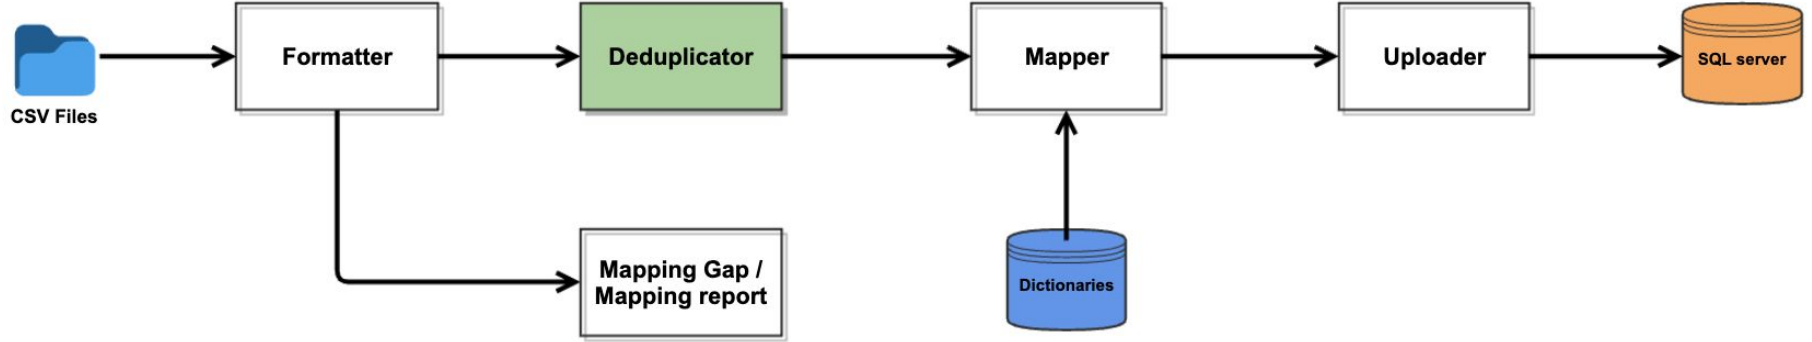 CSV Files
Formatter
Deduplicator
Mapper
Uploader
SQL server
Mapping Gap /
Mapping report
Dictionaries